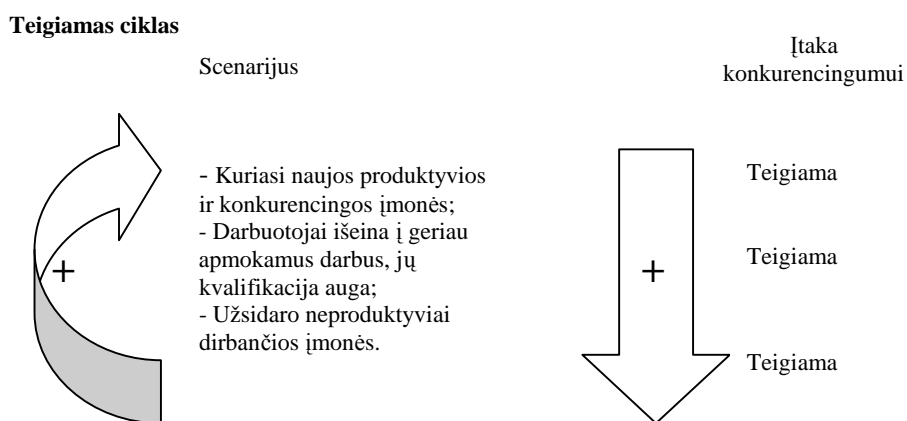 Teigiamas ciklas
Scenarijus
Įtaka
konkurencingumui
- Kuriasi naujos produktyvios
ir konkurencingos įmonės;
- Darbuotojai išeina į geriau
apmokamus darbus, jų
kvalifikacija auga;
- Užsidaro neproduktyviai
dirbančios įmonės.
+
+
Teigiama
Teigiama
Teigiama